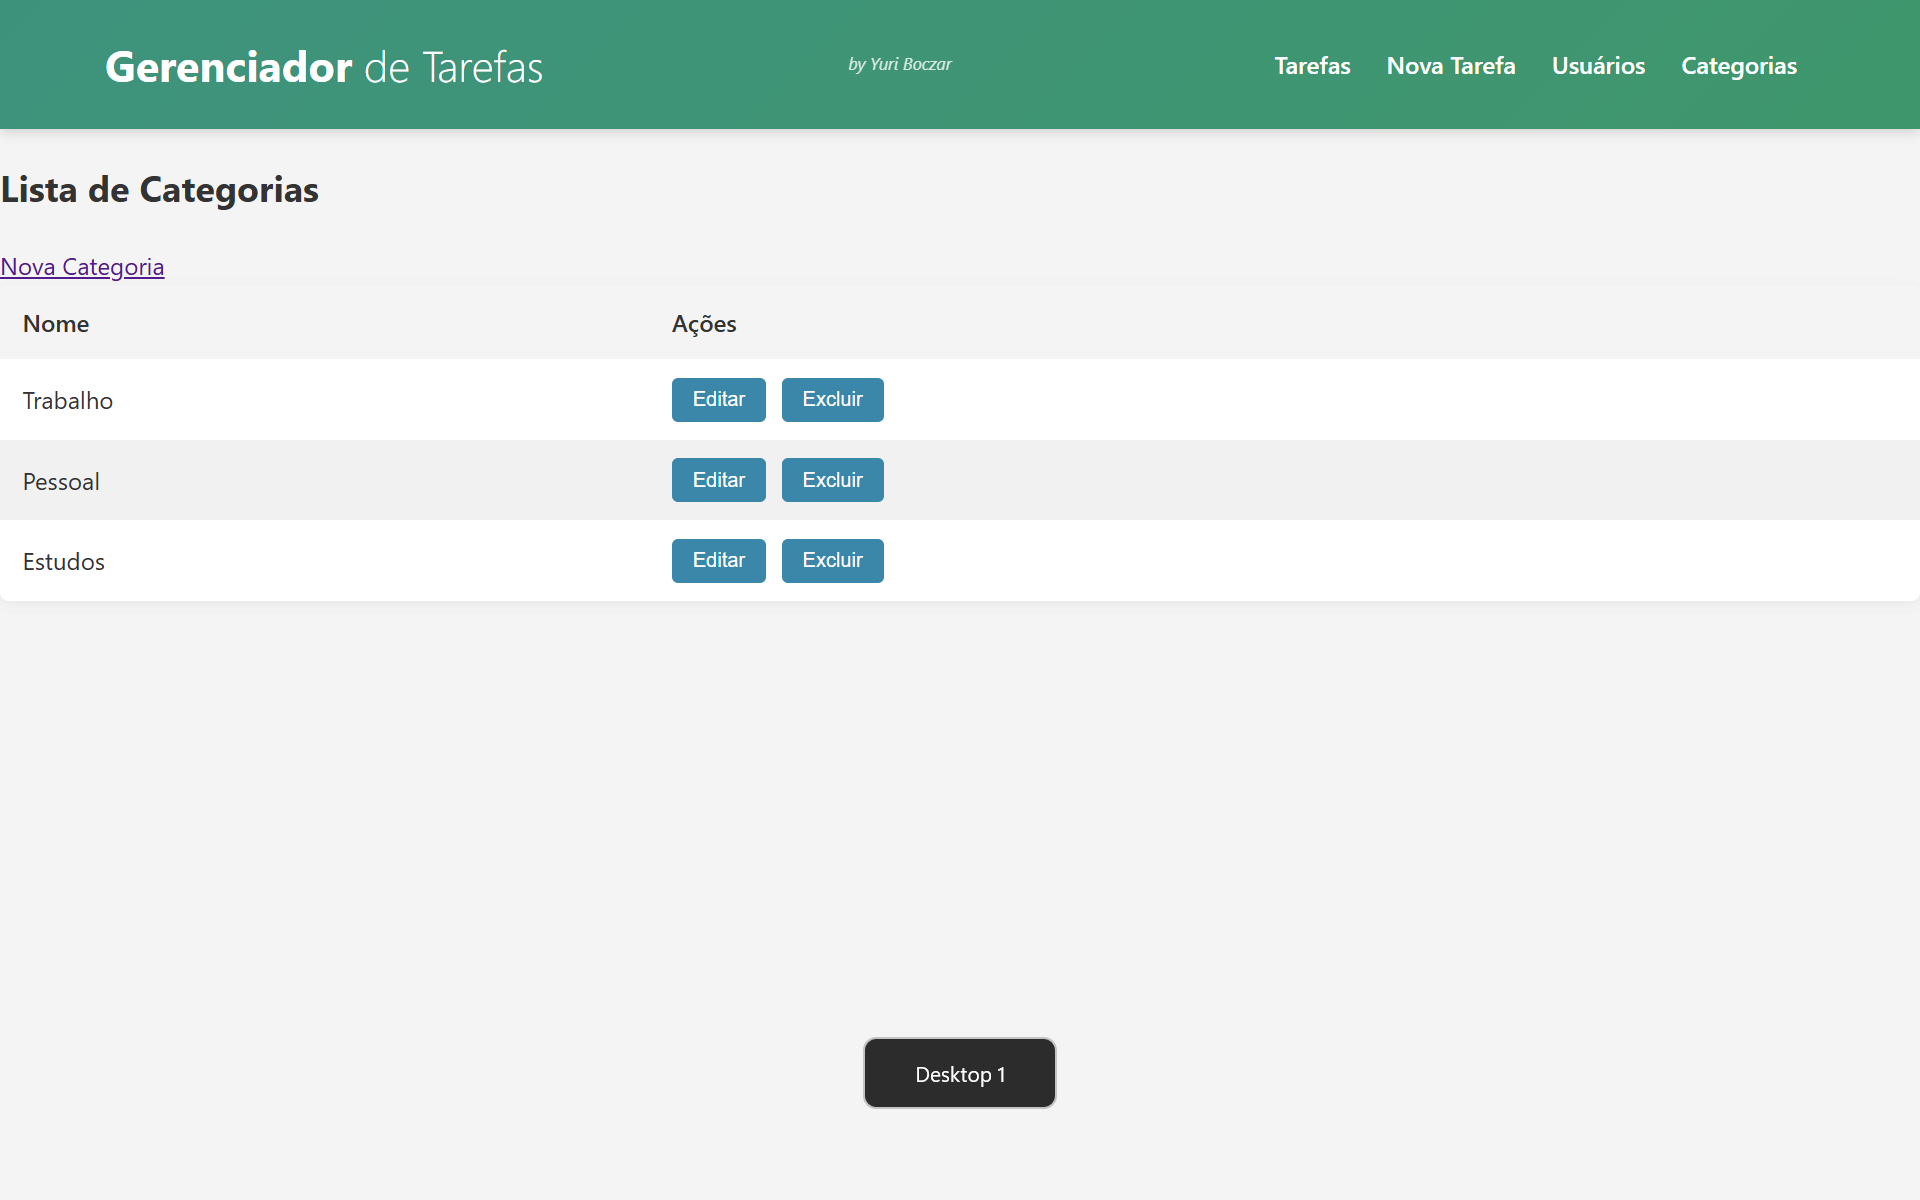 Gerenciador de Tarefas
by Yuri Boczar
Tarefas Nova Tarefa Usuários Categorias
Lista de Categorias
Nova Categoria
Nome Ações
Trabalho Editar Excluir
Pessoal Editar Excluir
Estudos Editar Excluir
Desktop 1